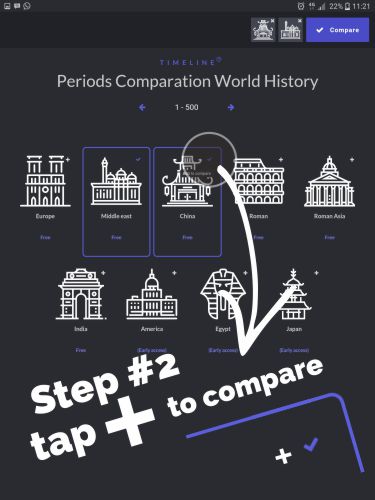 22% 11:21
Compare
TIMELINE
Periods Comparation World History
1 - 500
Europe
Middle east
China
Roman
Roman Asia
Free
Free
Free
Free
Free
India
America
Egypt
Japan
Free
(Early access)
(Early access)
(Early access)
Step #2
tap + to compare
+